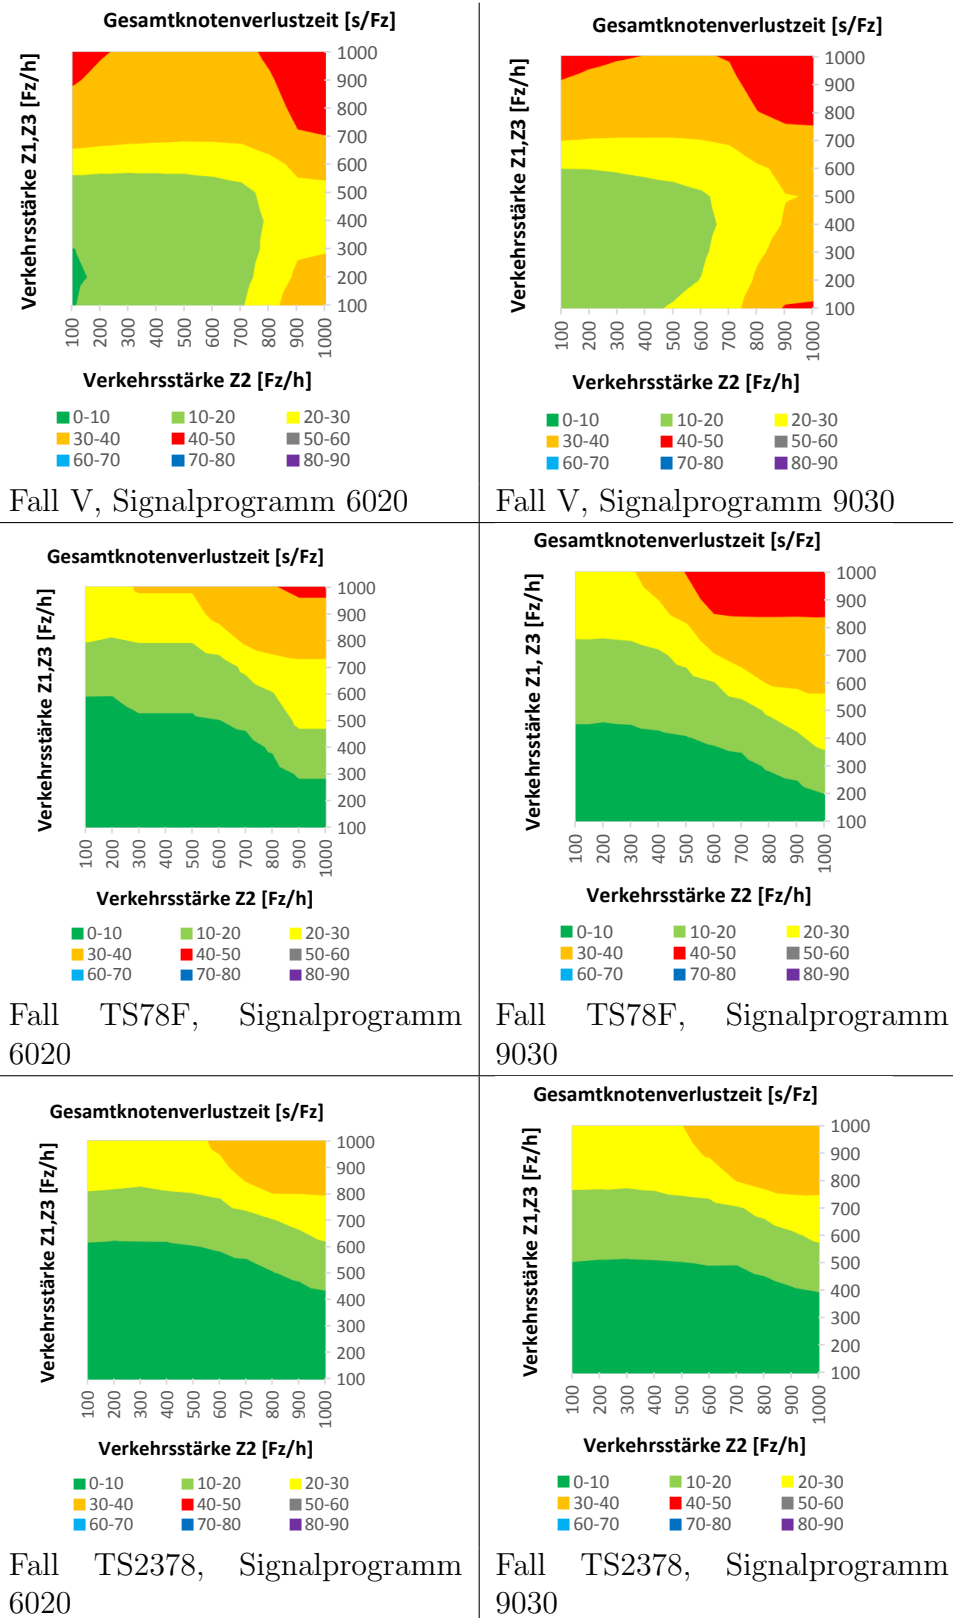 Gesamtknotenverlustzeit [s/Fz]
Verkehrsstärke Z1,Z3 [Fz/h]
1000
900
800
700
600
500
400
300
200
100
100 200 300 400 500 600 700 800 900 1000
Verkehrsstärke Z2 [Fz/h]
0-10 10-20 20-30
30-40 40-50 50-60
60-70 70-80 80-90
Fall V, Signalprogramm 6020
Gesamtknotenverlustzeit [s/Fz]
Verkehrsstärke Z1,Z3 [Fz/h]
1000
900
800
700
600
500
400
300
200
100
100 200 300 400 500 600 700 800 900 1000
Verkehrsstärke Z2 [Fz/h]
0-10 10-20 20-30
30-40 40-50 50-60
60-70 70-80 80-90
Fall V, Signalprogramm 9030
Gesamtknotenverlustzeit [s/Fz]
Verkehrsstärke Z1,Z3 [Fz/h]
1000
900
800
700
600
500
400
300
200
100
100 200 300 400 500 600 700 800 900 1000
Verkehrsstärke Z2 [Fz/h]
0-10 10-20 20-30
30-40 40-50 50-60
60-70 70-80 80-90
Fall TS78F, Signalprogramm
6020
Gesamtknotenverlustzeit [s/Fz]
Verkehrsstärke Z1, Z3 [Fz/h]
1000
900
800
700
600
500
400
300
200
100
100 200 300 400 500 600 700 800 900 1000
Verkehrsstärke Z2 [Fz/h]
0-10 10-20 20-30
30-40 40-50 50-60
60-70 70-80 80-90
Fall TS78F, Signalprogramm
9030
Gesamtknotenverlustzeit [s/Fz]
Verkehrsstärke Z1,Z3 [Fz/h]
1000
900
800
700
600
500
400
300
200
100
100 200 300 400 500 600 700 800 900 1000
Verkehrsstärke Z2 [Fz/h]
0-10 10-20 20-30
30-40 40-50 50-60
60-70 70-80 80-90
Fall TS2378, Signalprogramm
6020
Gesamtknotenverlustzeit [s/Fz]
Verkehrsstärke Z1,Z3 [Fz/h]
1000
900
800
700
600
500
400
300
200
100
100 200 300 400 500 600 700 800 900 1000
Verkehrsstärke Z2 [Fz/h]
0-10 10-20 20-30
30-40 40-50 50-60
60-70 70-80 80-90
Fall TS2378, Signalprogramm
9030